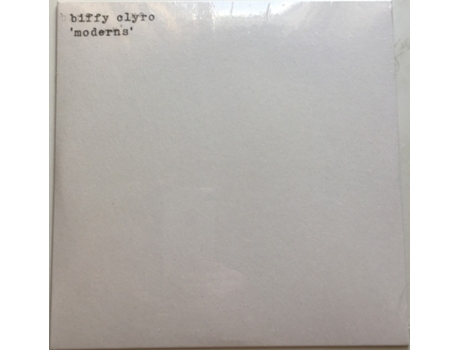 biffy clyro
'moderns'